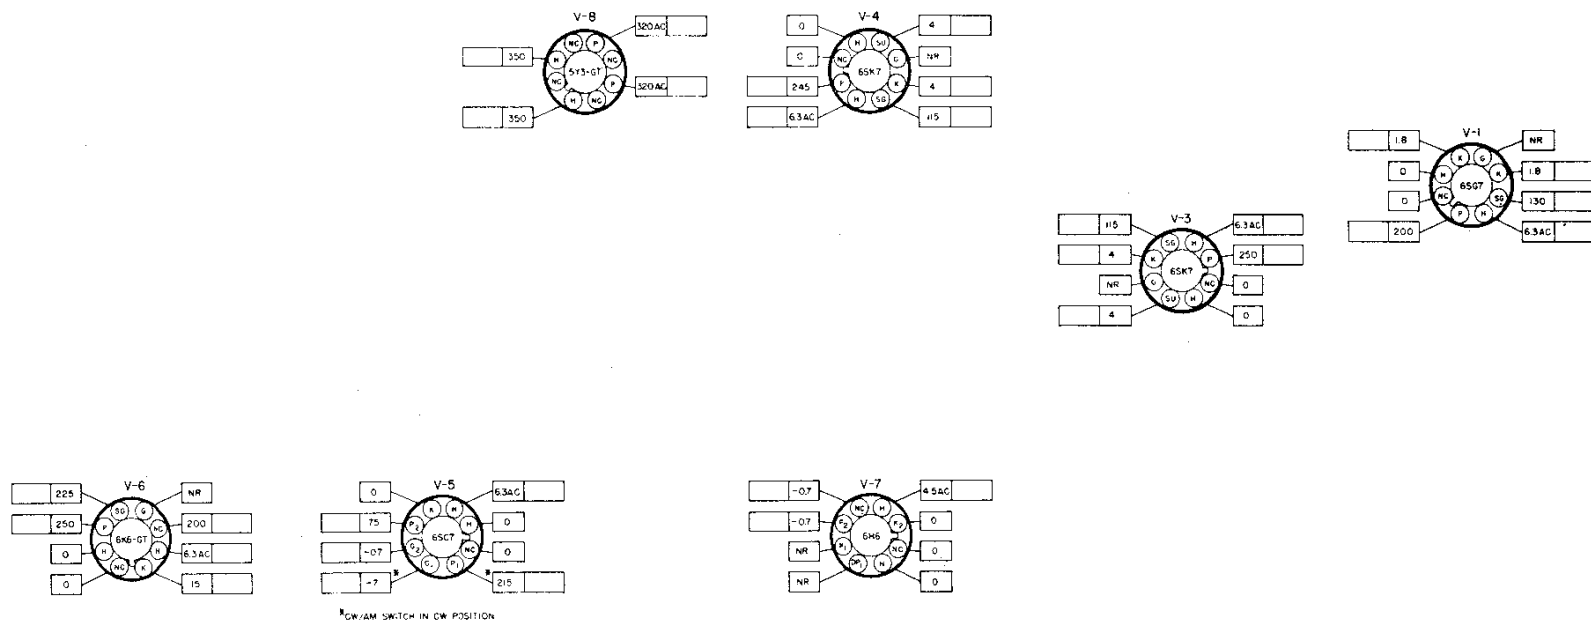 V-8
320AC
NC P
350
H NC
5Y3-GT
NC P
320AC
H NC
350
V-4
0
4
H SU
0
NC G
NR
6SK7
245
P K
4
H SG
6.3AC
115
V-1
1.8
NR
K G
0
H K
1.8
6SG7
0
NC SG
130
P H
200
6.3AC
V-3
115
6.3AC
SG H
4
K P
250
6SK7
NR
G NC
0
SU H
4
0
V-6
225
NR
SG G
250
P NC
200
6K6-GT
0
H H
6.3AC
NC K
0
15
V-5
0
6.3AC
K H
75
P2 H
0
6SC7
-0.7
G2 NC
0
G1 P1
-7 *
* 215
*CW/AM SWITCH IN CW POSITION
V-7
-0.7
4.5AC
NC H
-0.7
P2 K2
0
6H6
NR
K1 NC
0
H
NR
0